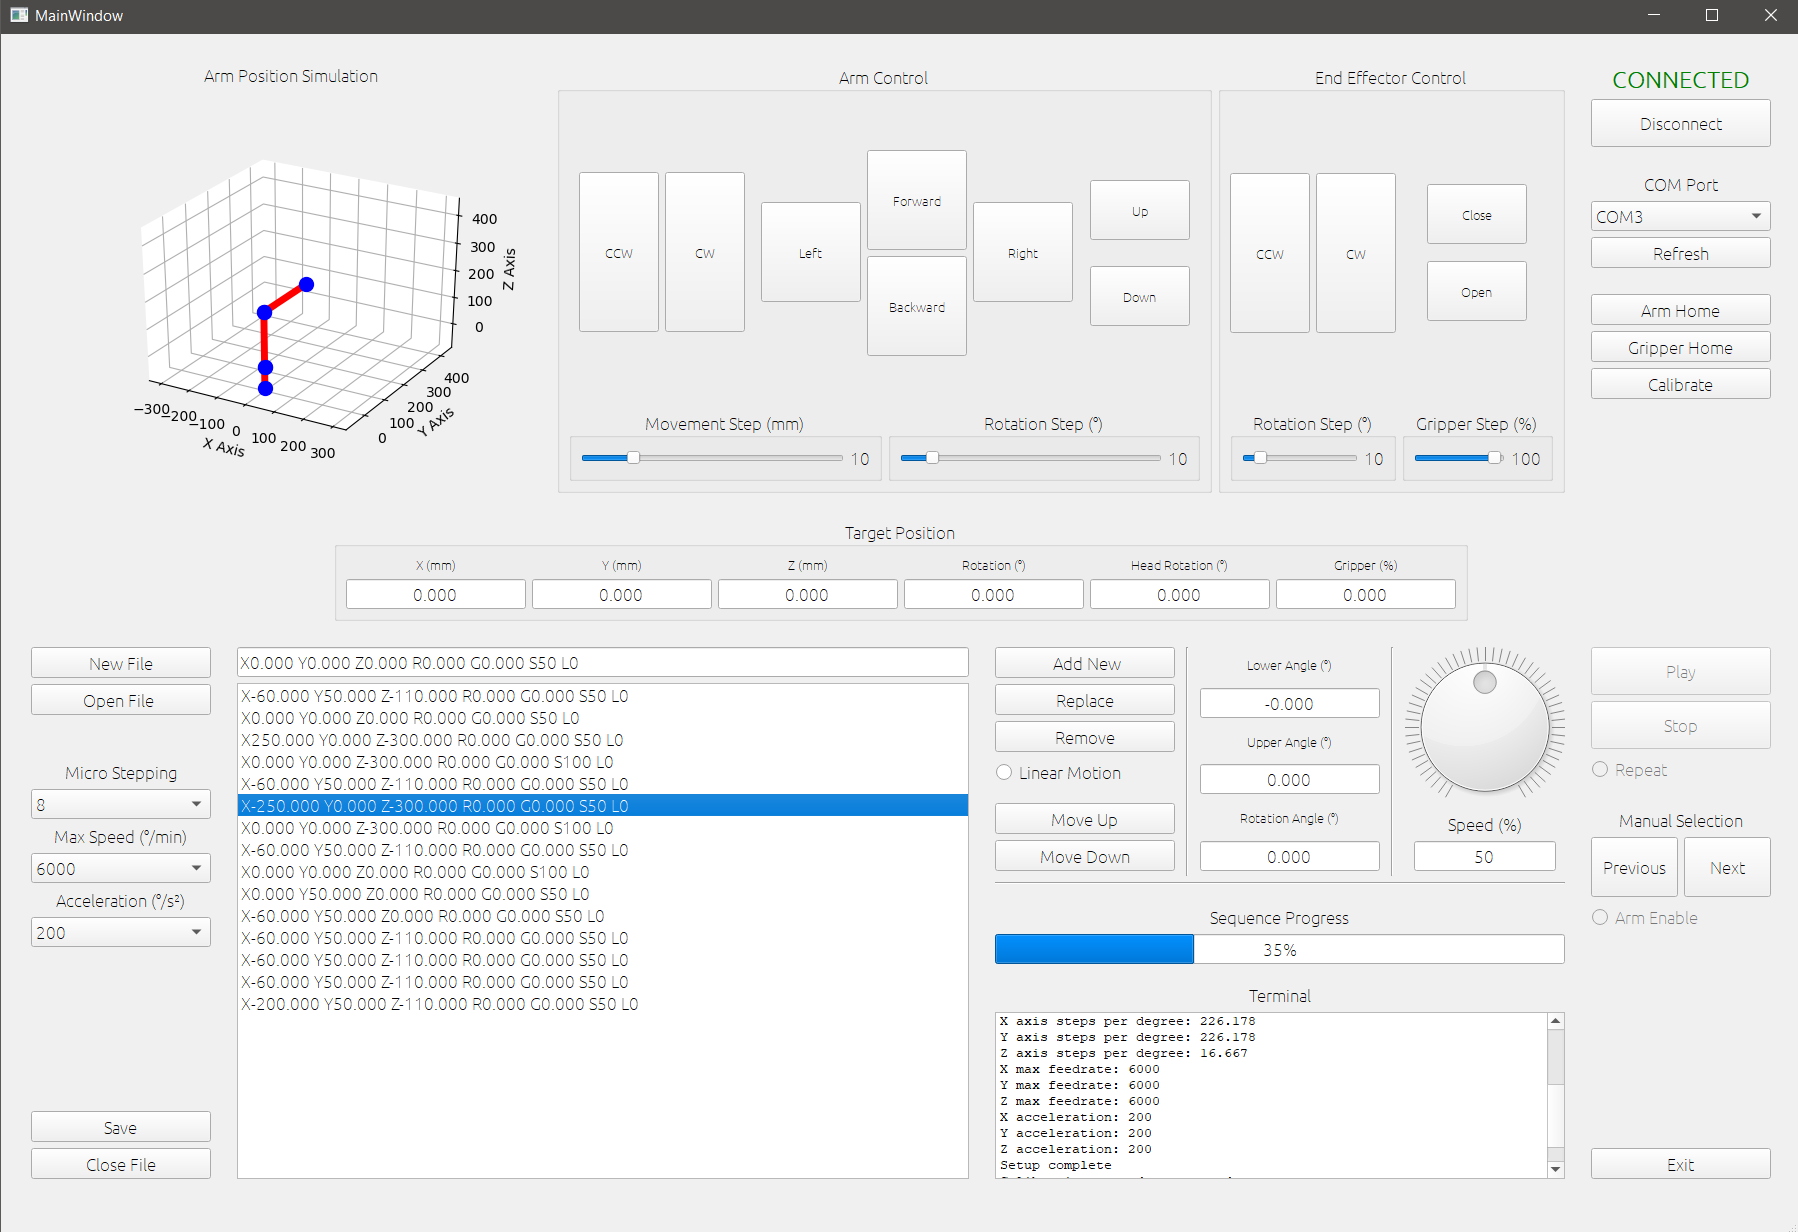 MainWindow
Arm Position Simulation
Arm Control
End Effector Control
CONNECTED
Disconnect
COM Port
COM3
Refresh
Arm Home
Gripper Home
Calibrate
400
300
200
100
0
Z Axis
400
300
200
100
0
Y Axis
−300
−200
−100
0
100
200
300
X Axis
CCW
CW
Left
Forward
Backward
Right
Up
Down
Movement Step (mm)
10
Rotation Step (°)
10
CCW
CW
Close
Open
Rotation Step (°)
10
Gripper Step (%)
100
Target Position
X (mm) Y (mm) Z (mm) Rotation (°) Head Rotation (°) Gripper (%)
0.000 0.000 0.000 0.000 0.000 0.000
New File
Open File
Micro Stepping
8
Max Speed (°/min)
6000
Acceleration (°/s²)
200
Save
Close File
X0.000 Y0.000 Z0.000 R0.000 G0.000 S50 L0
X-60.000 Y50.000 Z-110.000 R0.000 G0.000 S50 L0
X0.000 Y0.000 Z0.000 R0.000 G0.000 S50 L0
X250.000 Y0.000 Z-300.000 R0.000 G0.000 S50 L0
X0.000 Y0.000 Z-300.000 R0.000 G0.000 S100 L0
X-60.000 Y50.000 Z-110.000 R0.000 G0.000 S50 L0
X-250.000 Y0.000 Z-300.000 R0.000 G0.000 S50 L0
X0.000 Y0.000 Z-300.000 R0.000 G0.000 S100 L0
X-60.000 Y50.000 Z-110.000 R0.000 G0.000 S50 L0
X0.000 Y0.000 Z0.000 R0.000 G0.000 S100 L0
X0.000 Y50.000 Z0.000 R0.000 G0.000 S50 L0
X-60.000 Y50.000 Z0.000 R0.000 G0.000 S50 L0
X-60.000 Y50.000 Z-110.000 R0.000 G0.000 S50 L0
X-60.000 Y50.000 Z-110.000 R0.000 G0.000 S50 L0
X-60.000 Y50.000 Z-110.000 R0.000 G0.000 S50 L0
X-200.000 Y50.000 Z-110.000 R0.000 G0.000 S50 L0
Add New
Replace
Remove
Linear Motion
Move Up
Move Down
Lower Angle (°)
-0.000
Upper Angle (°)
0.000
Rotation Angle (°)
0.000
Speed (%)
50
Sequence Progress
35%
Terminal
X axis steps per degree: 226.178
Y axis steps per degree: 226.178
Z axis steps per degree: 16.667
X max feedrate: 6000
Y max feedrate: 6000
Z max feedrate: 6000
X acceleration: 200
Y acceleration: 200
Z acceleration: 200
Setup complete
Play
Stop
Repeat
Manual Selection
Previous
Next
Arm Enable
Exit